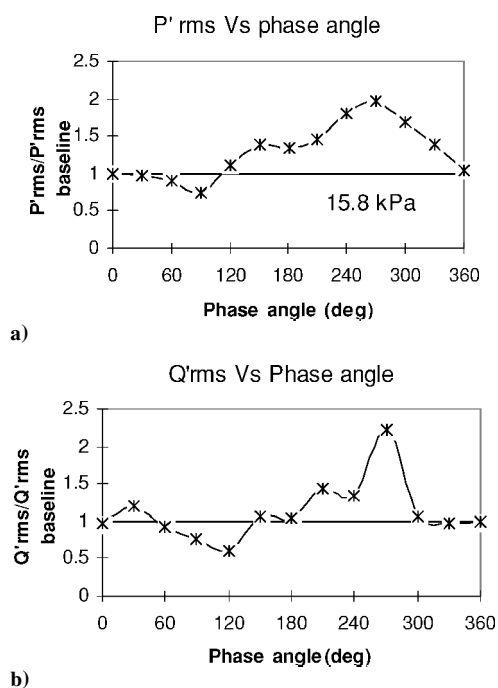 P' rms Vs phase angle
2.5
2
1.5
1
0.5
0
P'rms/P'rms
baseline
15.8 kPa
0 60 120 180 240 300 360
Phase angle (deg)
a)
Q'rms Vs Phase angle
2.5
2
1.5
1
0.5
0
Q'rms/Q'rms
baseline
0 60 120 180 240 300 360
Phase angle(deg)
b)